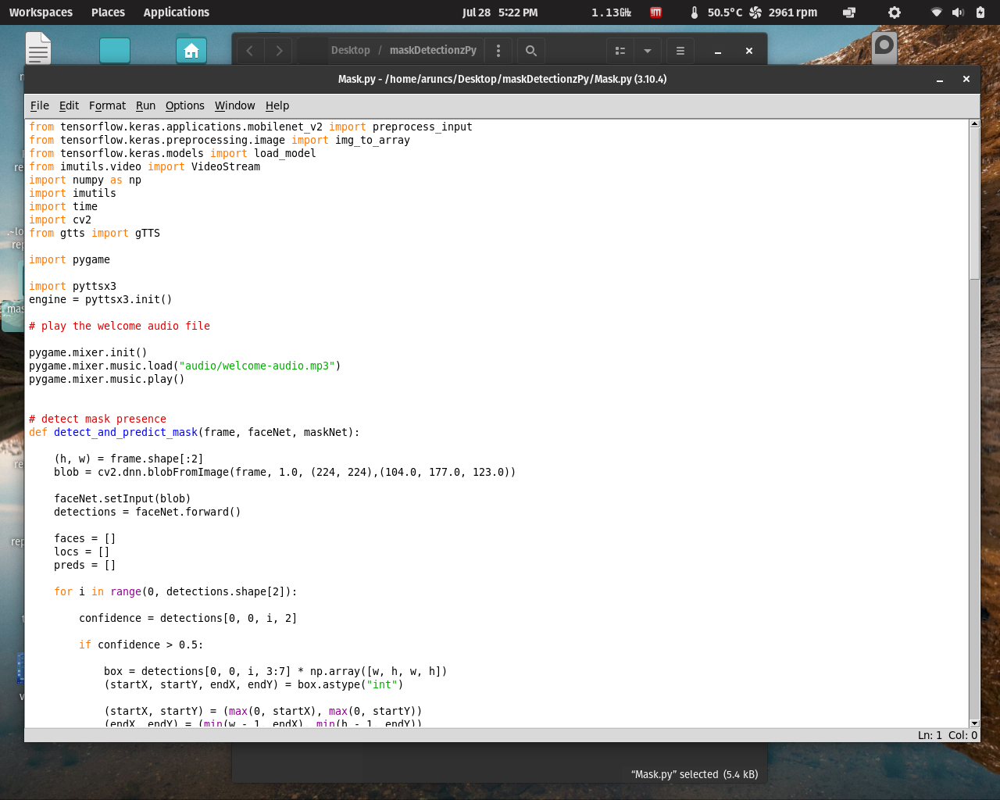 Workspaces Places Applications Jul 28 5:22 PM 1.13GHz 50.5°C 2961 rpm
Desktop / maskDetectionzPy
Mask.py - /home/aruncs/Desktop/maskDetectionzPy/Mask.py (3.10.4)
File Edit Format Run Options Window Help
from tensorflow.keras.applications.mobilenet_v2 import preprocess_input
from tensorflow.keras.preprocessing.image import img_to_array
from tensorflow.keras.models import load_model
from imutils.video import VideoStream
import numpy as np
import imutils
import time
import cv2
from gtts import gTTS
import pygame
import pyttsx3
engine = pyttsx3.init()
# play the welcome audio file
pygame.mixer.init()
pygame.mixer.music.load("audio/welcome-audio.mp3")
pygame.mixer.music.play()
# detect mask presence
def detect_and_predict_mask(frame, faceNet, maskNet):
(h, w) = frame.shape[:2]
blob = cv2.dnn.blobFromImage(frame, 1.0, (224, 224),(104.0, 177.0, 123.0))
faceNet.setInput(blob)
detections = faceNet.forward()
faces = []
locs = []
preds = []
for i in range(0, detections.shape[2]):
confidence = detections[0, 0, i, 2]
if confidence > 0.5:
box = detections[0, 0, i, 3:7] * np.array([w, h, w, h])
(startX, startY, endX, endY) = box.astype("int")
(startX, startY) = (max(0, startX), max(0, startY))
(endX, endY) = (min(w - 1, endX), min(h - 1, endY))
Ln: 1 Col: 0
“Mask.py” selected (5.4 kB)